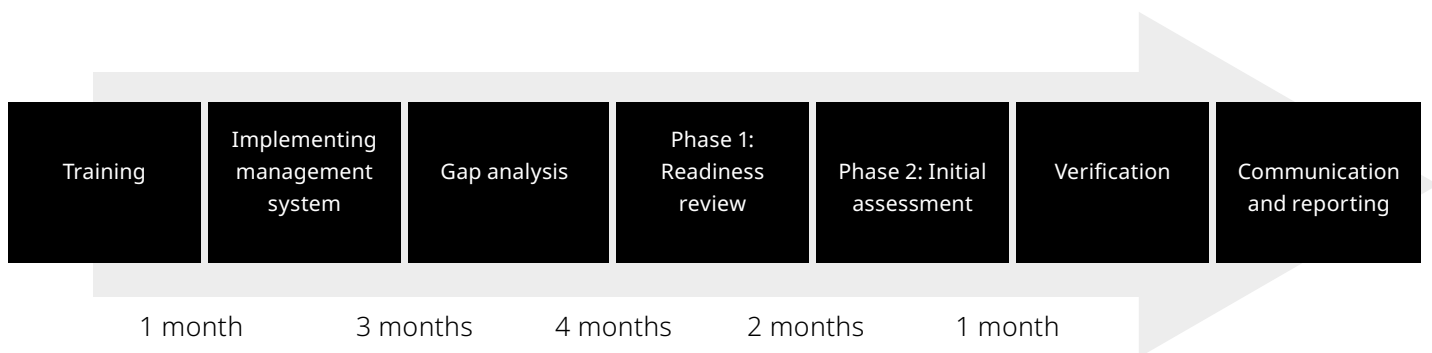 Training
Implementing
management
system
Gap analysis
Phase 1:
Readiness
review
Phase 2: Initial
assessment
Verification
Communication
and reporting
1 month
3 months
4 months
2 months
1 month